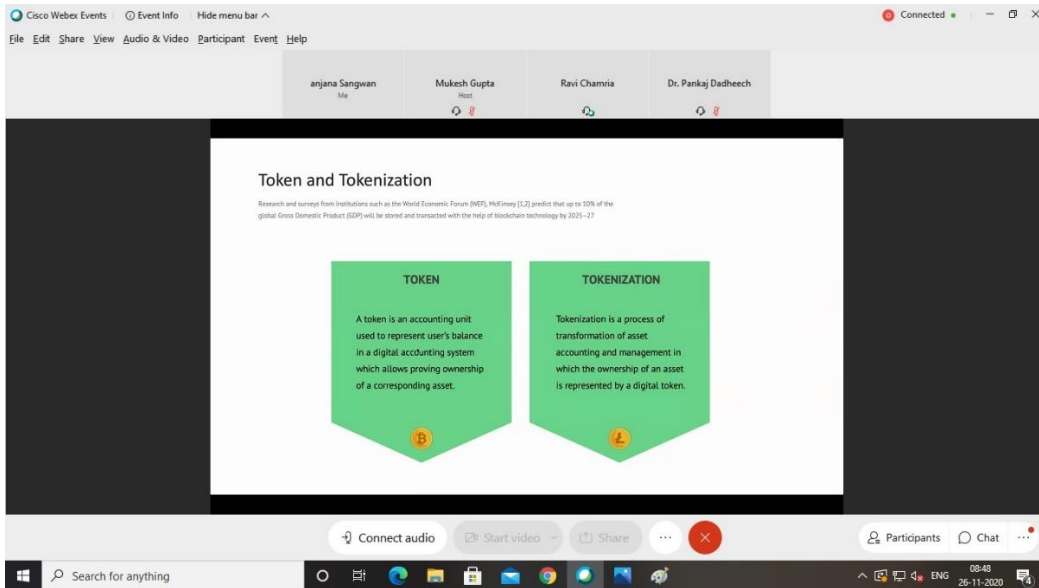 Cisco Webex Events Event Info Hide menu bar Connected
File Edit Share View Audio & Video Participant Event Help
anjana Sangwan
Me
Mukesh Gupta
Host
Ravi Chamria
Dr. Pankaj Dadheech
Token and Tokenization
Research and surveys from institutions such as the World Economic Forum (WEF), McKinsey [1,2] predict that up to 10% of the
global Gross Domestic Product (GDP) will be stored and transacted with the help of blockchain technology by 2025–27
TOKEN
A token is an accounting unit
used to represent user's balance
in a digital accounting system
which allows proving ownership
of a corresponding asset.
TOKENIZATION
Tokenization is a process of
transformation of asset
accounting and management in
which the ownership of an asset
is represented by a digital token.
Connect audio Start video Share Participants Chat
Search for anything ENG 08:48
26-11-2020
4